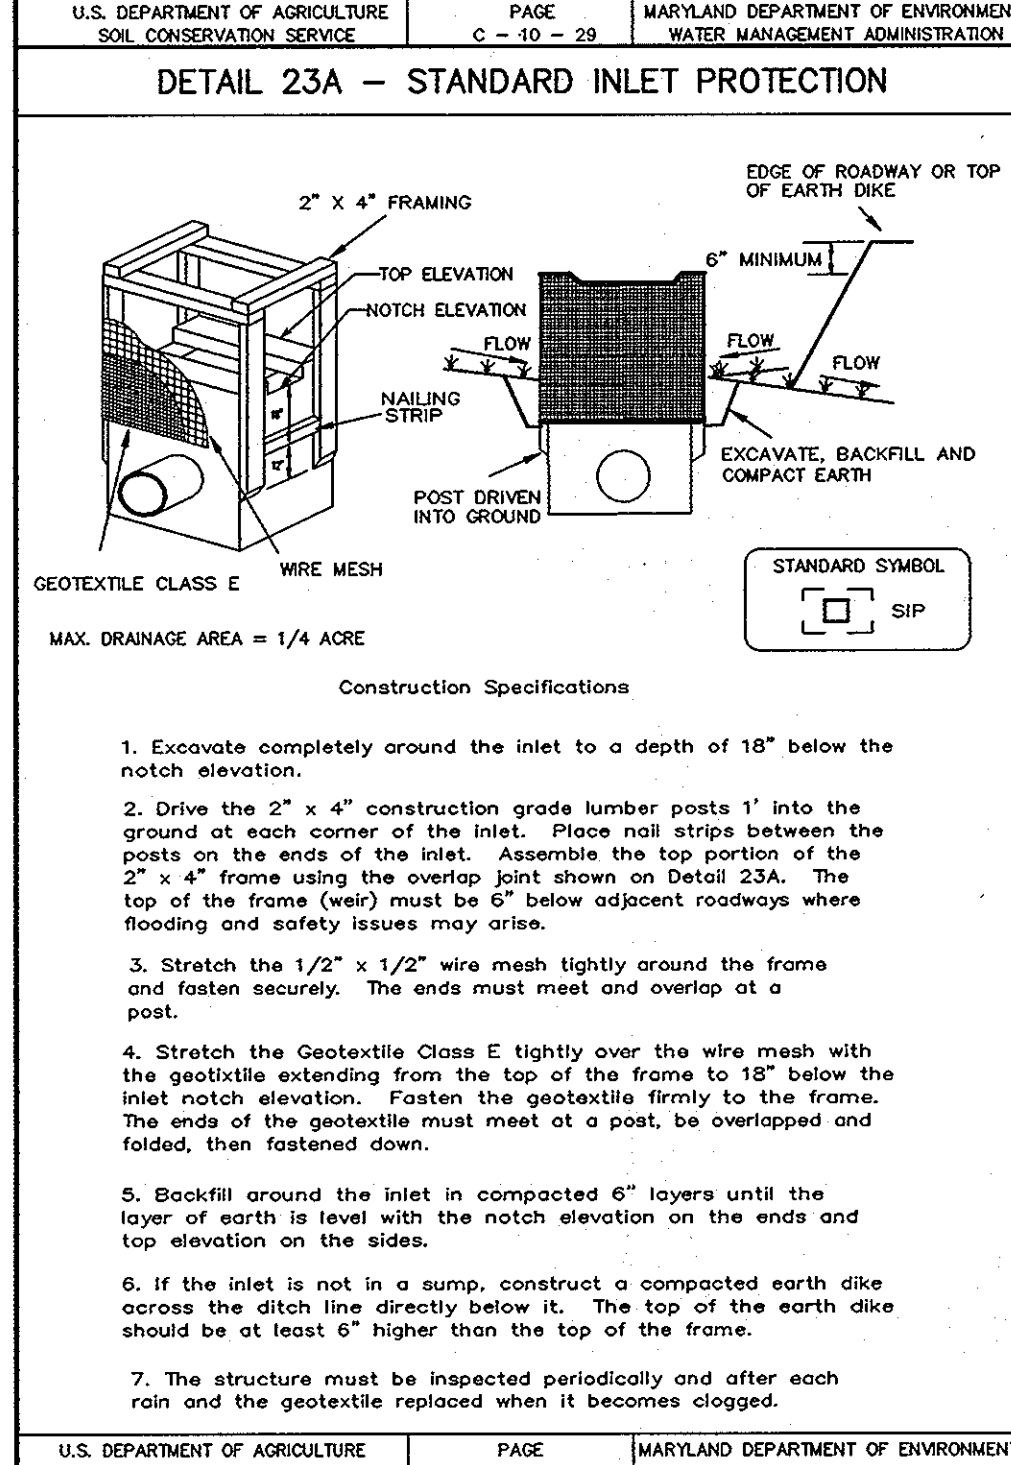 U.S. DEPARTMENT OF AGRICULTURE
SOIL CONSERVATION SERVICE
PAGE
C - 10 - 29
MARYLAND DEPARTMENT OF ENVIRONMEN
WATER MANAGEMENT ADMINISTRATION
DETAIL 23A - STANDARD INLET PROTECTION
2" X 4" FRAMING
TOP ELEVATION
NOTCH ELEVATION
NAILING
STRIP
18"
12"
GEOTEXTILE CLASS E
WIRE MESH
EDGE OF ROADWAY OR TOP
OF EARTH DIKE
6" MINIMUM
FLOW
FLOW
FLOW
EXCAVATE, BACKFILL AND
COMPACT EARTH
POST DRIVEN
INTO GROUND
STANDARD SYMBOL
SIP
MAX. DRAINAGE AREA = 1/4 ACRE
Construction Specifications
1. Excavate completely around the inlet to a depth of 18" below the
notch elevation.
2. Drive the 2" x 4" construction grade lumber posts 1' into the
ground at each corner of the inlet. Place nail strips between the
posts on the ends of the inlet. Assemble the top portion of the
2" x 4" frame using the overlap joint shown on Detail 23A. The
top of the frame (weir) must be 6" below adjacent roadways where
flooding and safety issues may arise.
3. Stretch the 1/2" x 1/2" wire mesh tightly around the frame
and fasten securely. The ends must meet and overlap at a
post.
4. Stretch the Geotextile Class E tightly over the wire mesh with
the geotixtile extending from the top of the frame to 18" below the
inlet notch elevation. Fasten the geotextile firmly to the frame.
The ends of the geotextile must meet at a post, be overlapped and
folded, then fastened down.
5. Backfill around the inlet in compacted 6" layers until the
layer of earth is level with the notch elevation on the ends and
top elevation on the sides.
6. If the inlet is not in a sump, construct a compacted earth dike
across the ditch line directly below it. The top of the earth dike
should be at least 6" higher than the top of the frame.
7. The structure must be inspected periodically and after each
rain and the geotextile replaced when it becomes clogged.
U.S. DEPARTMENT OF AGRICULTURE
PAGE
MARYLAND DEPARTMENT OF ENVIRONMEN